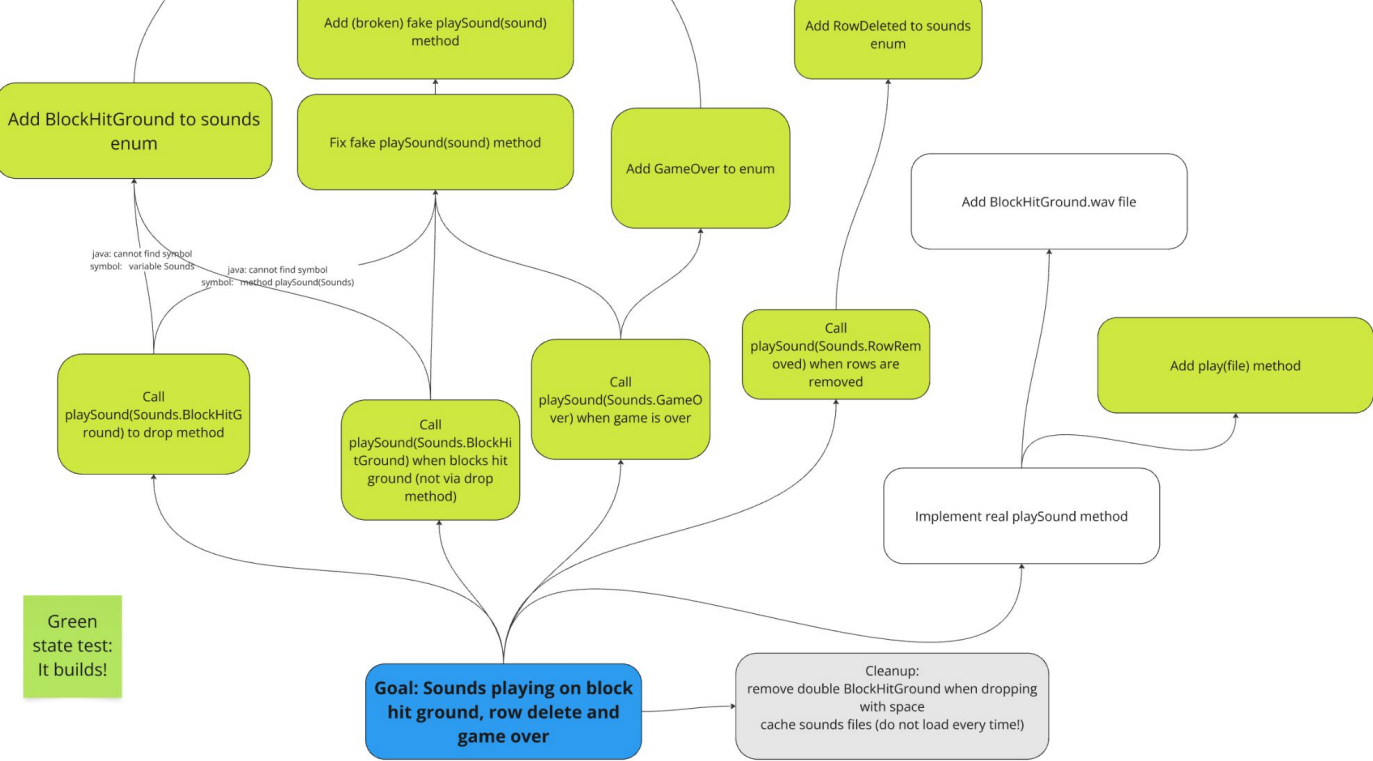 Add (broken) fake playSound(sound)
method
Add RowDeleted to sounds
enum
Add BlockHitGround to sounds
enum
Fix fake playSound(sound) method
Add GameOver to enum
Add BlockHitGround.wav file
java: cannot find symbol
symbol:   variable Sounds
java: cannot find symbol
symbol:   method playSound(Sounds)
Call
playSound(Sounds.BlockHitG
round) to drop method
Call
playSound(Sounds.BlockHi
tGround) when blocks hit
ground (not via drop
method)
Call
playSound(Sounds.GameO
ver) when game is over
Call
playSound(Sounds.RowRem
oved) when rows are
removed
Add play(file) method
Implement real playSound method
Green
state test:
It builds!
Goal: Sounds playing on block
hit ground, row delete and
game over
Cleanup:
remove double BlockHitGround when dropping
with space
cache sounds files (do not load every time!)